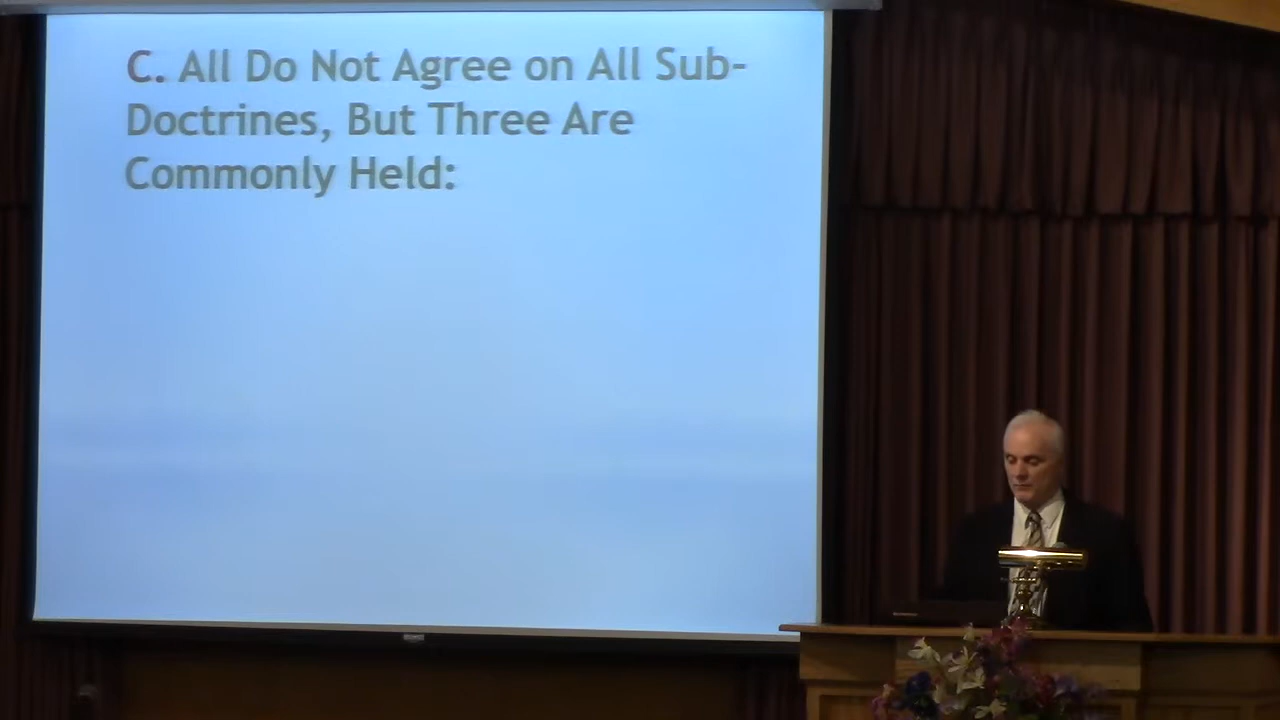 C. All Do Not Agree on All Sub-
Doctrines, But Three Are
Commonly Held: